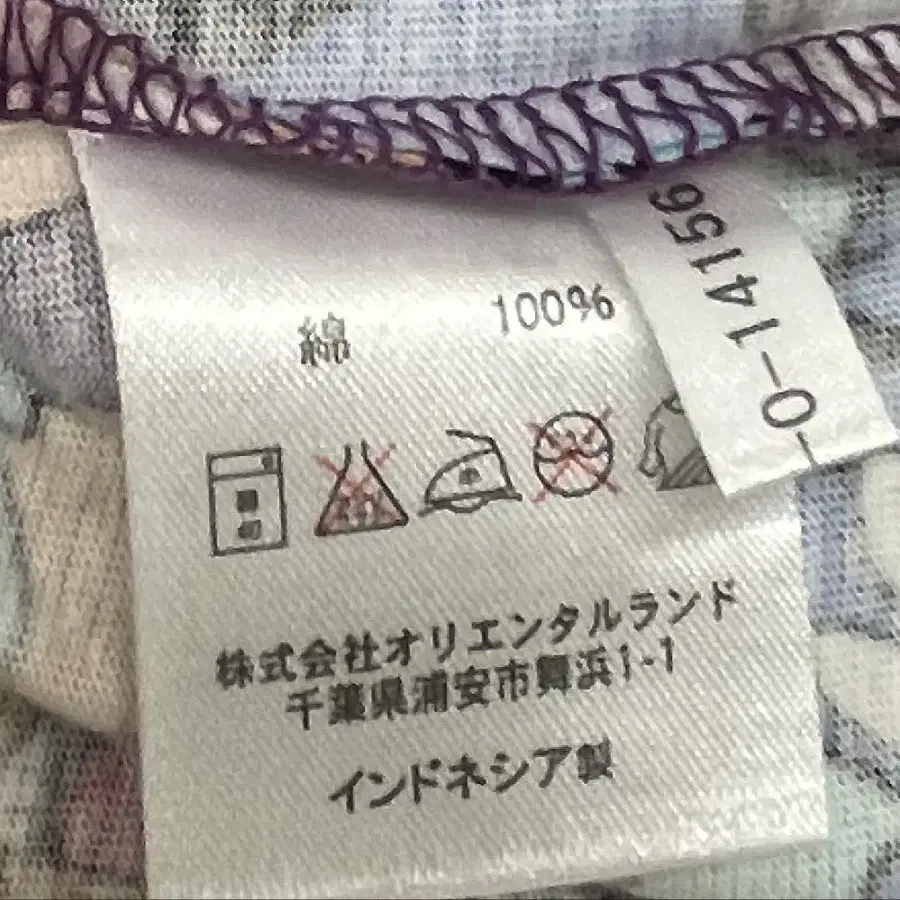 綿 100%
株式会社オリエンタルランド
千葉県浦安市舞浜1-1
インドネシア製
-0-14156